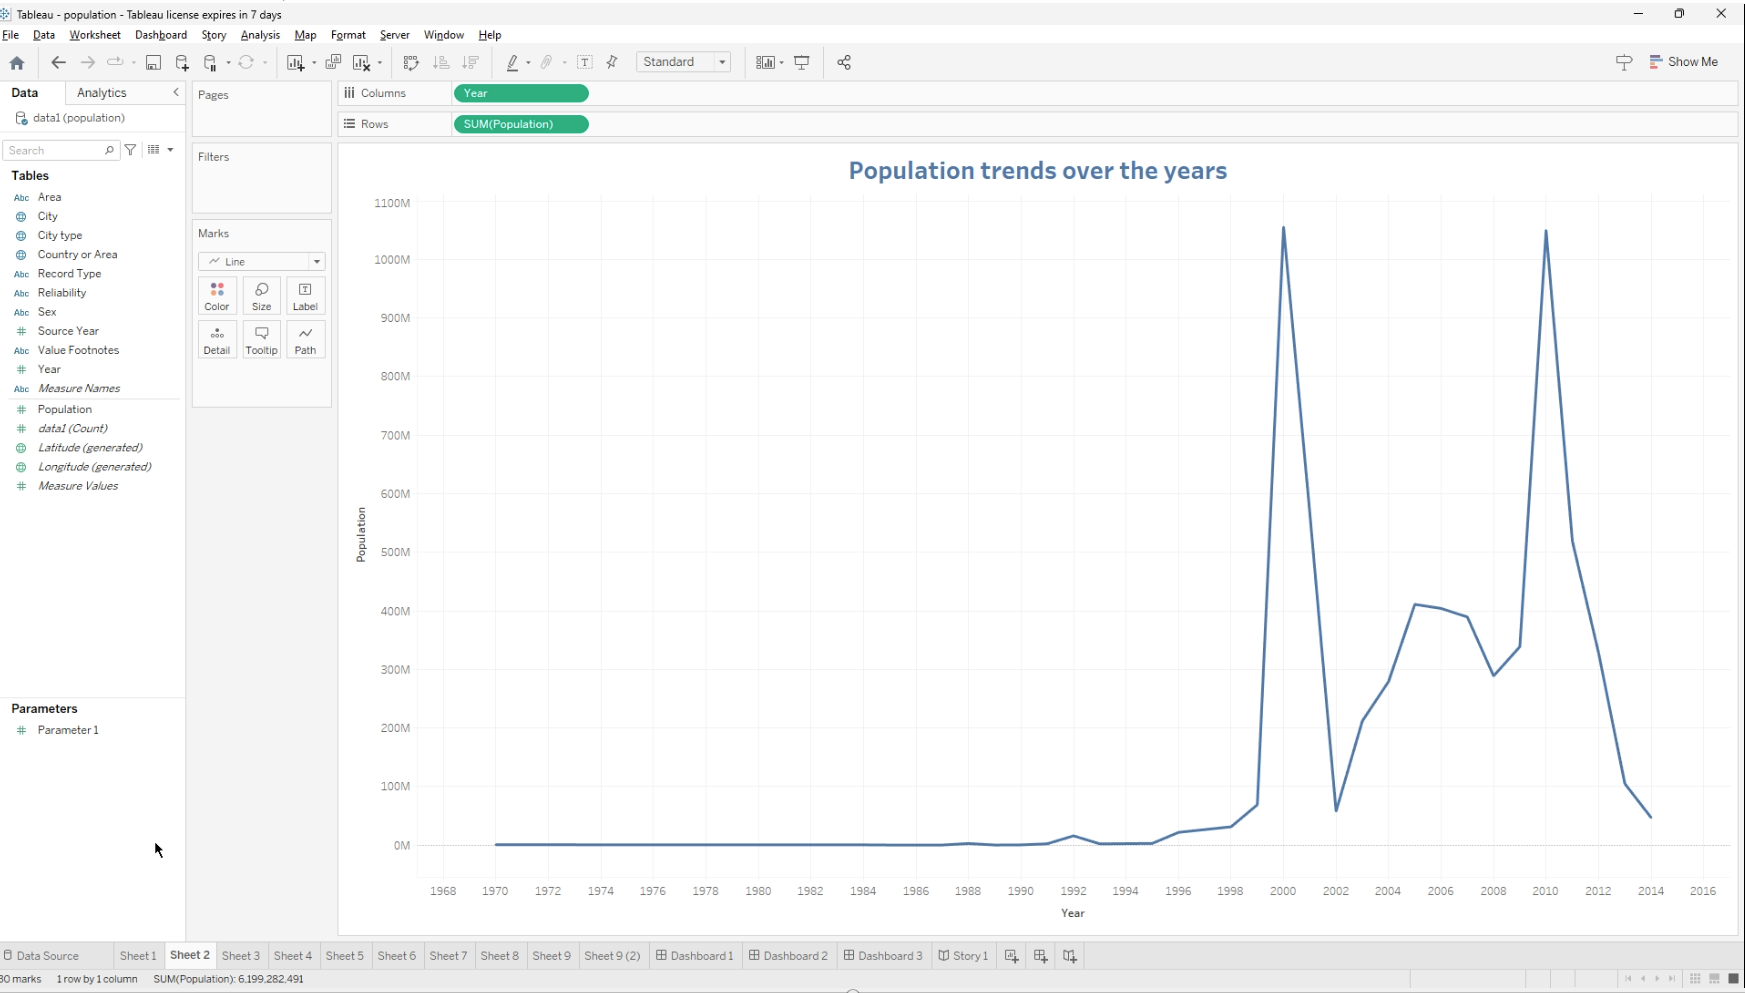 Tableau - population - Tableau license expires in 7 days
File Data Worksheet Dashboard Story Analysis Map Format Server Window Help
Standard
Show Me
Data Analytics
data1 (population)
Search
Tables
Abc Area
City
City type
Country or Area
Abc Record Type
Abc Reliability
Abc Sex
# Source Year
Abc Value Footnotes
# Year
Abc Measure Names
# Population
# data1 (Count)
Latitude (generated)
Longitude (generated)
# Measure Values
Parameters
# Parameter 1
Pages
Filters
Marks
Line
Color Size Label
Detail Tooltip Path
Columns Year
Rows SUM(Population)
Population trends over the years
1100M
1000M
900M
800M
700M
600M
500M
400M
300M
200M
100M
0M
Population
1968 1970 1972 1974 1976 1978 1980 1982 1984 1986 1988 1990 1992 1994 1996 1998 2000 2002 2004 2006 2008 2010 2012 2014 2016
Year
Data Source Sheet 1 Sheet 2 Sheet 3 Sheet 4 Sheet 5 Sheet 6 Sheet 7 Sheet 8 Sheet 9 Sheet 9 (2) Dashboard 1 Dashboard 2 Dashboard 3 Story 1
30 marks 1 row by 1 column SUM(Population): 6,199,282,491